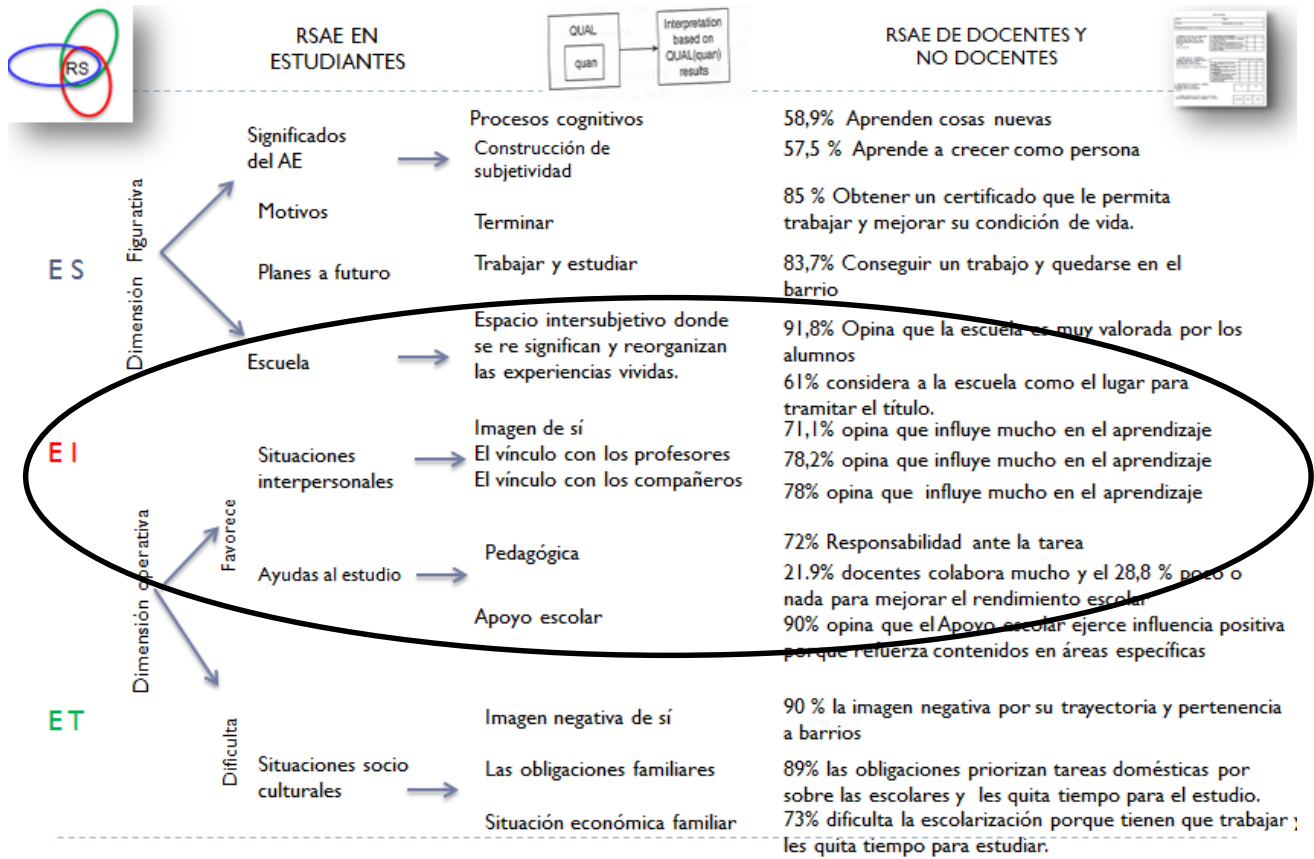 RS
RSAE EN
ESTUDIANTES
QUAL
quan
Interpretation
based on
QUAL(quan)
results
RSAE DE DOCENTES Y
NO DOCENTES
E S
Dimensión Figurativa
Significados
del AE
Procesos cognitivos
Construcción de
subjetividad
58,9% Aprenden cosas nuevas
57,5 % Aprende a crecer como persona
Motivos
Terminar
85 % Obtener un certificado que le permita
trabajar y mejorar su condición de vida.
Planes a futuro
Trabajar y estudiar
83,7% Conseguir un trabajo y quedarse en el
barrio
Escuela
Espacio intersubjetivo donde
se re significan y reorganizan
las experiencias vividas.
91,8% Opina que la escuela es muy valorada por los
alumnos
61% considera a la escuela como el lugar para
tramitar el título.
E I
Dimensión operativa
Favorece
Situaciones
interpersonales
Imagen de sí
El vínculo con los profesores
El vínculo con los compañeros
71,1% opina que influye mucho en el aprendizaje
78,2% opina que influye mucho en el aprendizaje
78% opina que influye mucho en el aprendizaje
Ayudas al estudio
Pedagógica
Apoyo escolar
72% Responsabilidad ante la tarea
21.9% docentes colabora mucho y el 28,8 % poco o
nada para mejorar el rendimiento escolar
90% opina que el Apoyo escolar ejerce influencia positiva
porque refuerza contenidos en áreas específicas
E T
Dificulta
Situaciones socio
culturales
Imagen negativa de sí
Las obligaciones familiares
Situación económica familiar
90 % la imagen negativa por su trayectoria y pertenencia
a barrios
89% las obligaciones priorizan tareas domésticas por
sobre las escolares y les quita tiempo para el estudio.
73% dificulta la escolarización porque tienen que trabajar y
les quita tiempo para estudiar.